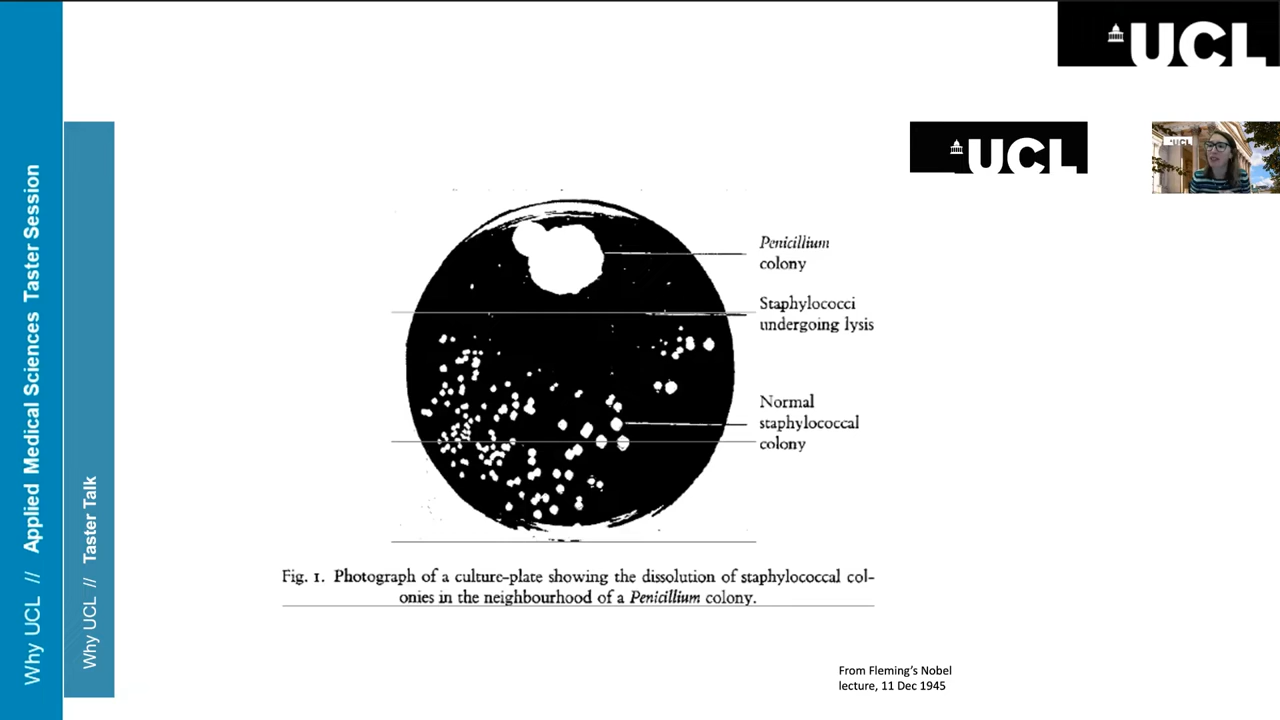 Why UCL // Applied Medical Sciences Taster Session
Why UCL // Taster Talk
UCL
UCL
UCL
Penicillium
colony
Staphylococci
undergoing lysis
Normal
staphylococcal
colony
Fig. 1. Photograph of a culture-plate showing the dissolution of staphylococcal col-
onies in the neighbourhood of a Penicillium colony.
From Fleming's Nobel
lecture, 11 Dec 1945